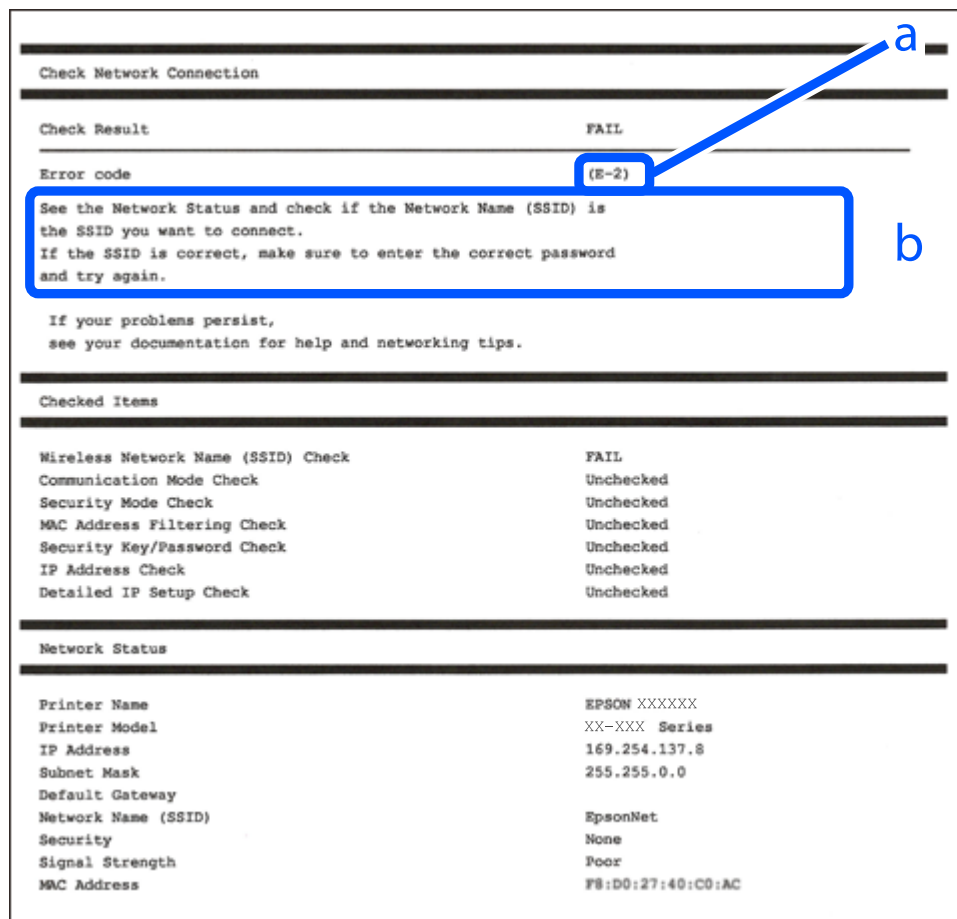 a
Check Network Connection
Check Result FAIL
Error code (E-2)
See the Network Status and check if the Network Name (SSID) is
the SSID you want to connect.
If the SSID is correct, make sure to enter the correct password
and try again.
b
If your problems persist,
see your documentation for help and networking tips.
Checked Items
Wireless Network Name (SSID) Check FAIL
Communication Mode Check Unchecked
Security Mode Check Unchecked
MAC Address Filtering Check Unchecked
Security Key/Password Check Unchecked
IP Address Check Unchecked
Detailed IP Setup Check Unchecked
Network Status
Printer Name EPSON XXXXXX
Printer Model XX-XXX Series
IP Address 169.254.137.8
Subnet Mask 255.255.0.0
Default Gateway
Network Name (SSID) EpsonNet
Security None
Signal Strength Poor
MAC Address F8:D0:27:40:C0:AC